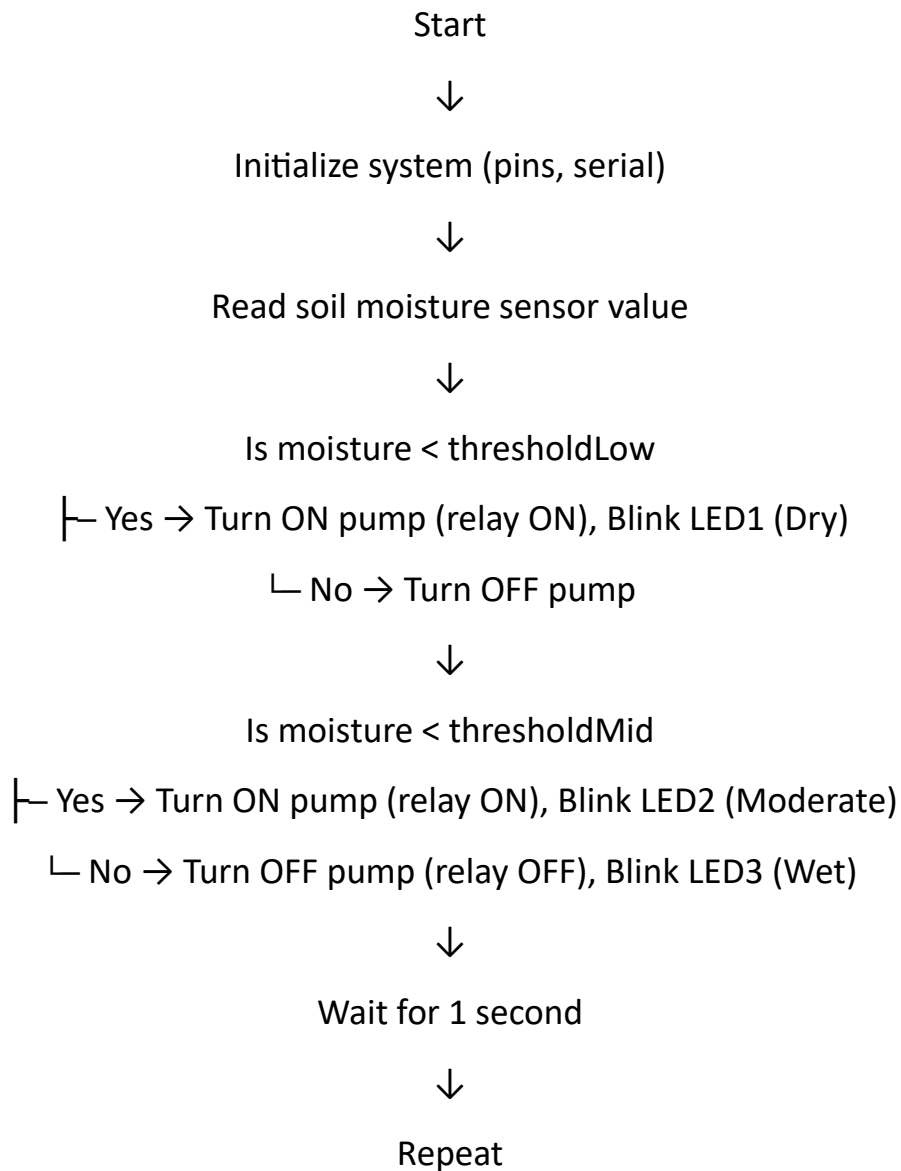 Start
↓
Initialize system (pins, serial)
↓
Read soil moisture sensor value
↓
Is moisture < thresholdLow
├─ Yes → Turn ON pump (relay ON), Blink LED1 (Dry)
└─ No → Turn OFF pump
↓
Is moisture < thresholdMid
├─ Yes → Turn ON pump (relay ON), Blink LED2 (Moderate)
└─ No → Turn OFF pump (relay OFF), Blink LED3 (Wet)
↓
Wait for 1 second
↓
Repeat